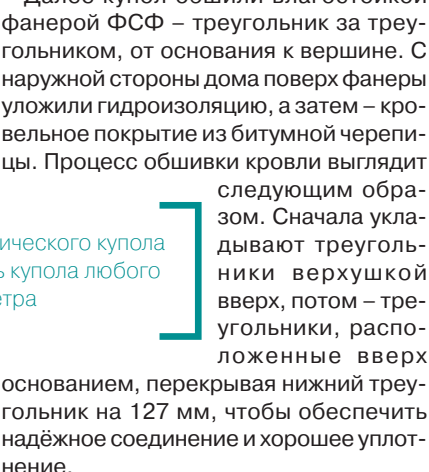 Далее купол обшили влагостойкой
фанерой ФСФ – треугольник за треу-
гольником, от основания к вершине. С
наружной стороны дома поверх фанеры
уложили гидроизоляцию, а затем – кро-
вельное покрытие из битумной черепи-
цы. Процесс обшивки кровли выглядит
следующим обра-
зом. Сначала укла-
дывают треуголь-
ники верхушкой
вверх, потом – тре-
угольники, распо-
ложенные вверх
основанием, перекрывая нижний треу-
гольник на 127 мм, чтобы обеспечить
надёжное соединение и хорошее уплот-
нение.
ического купола
ь купола любого
етра